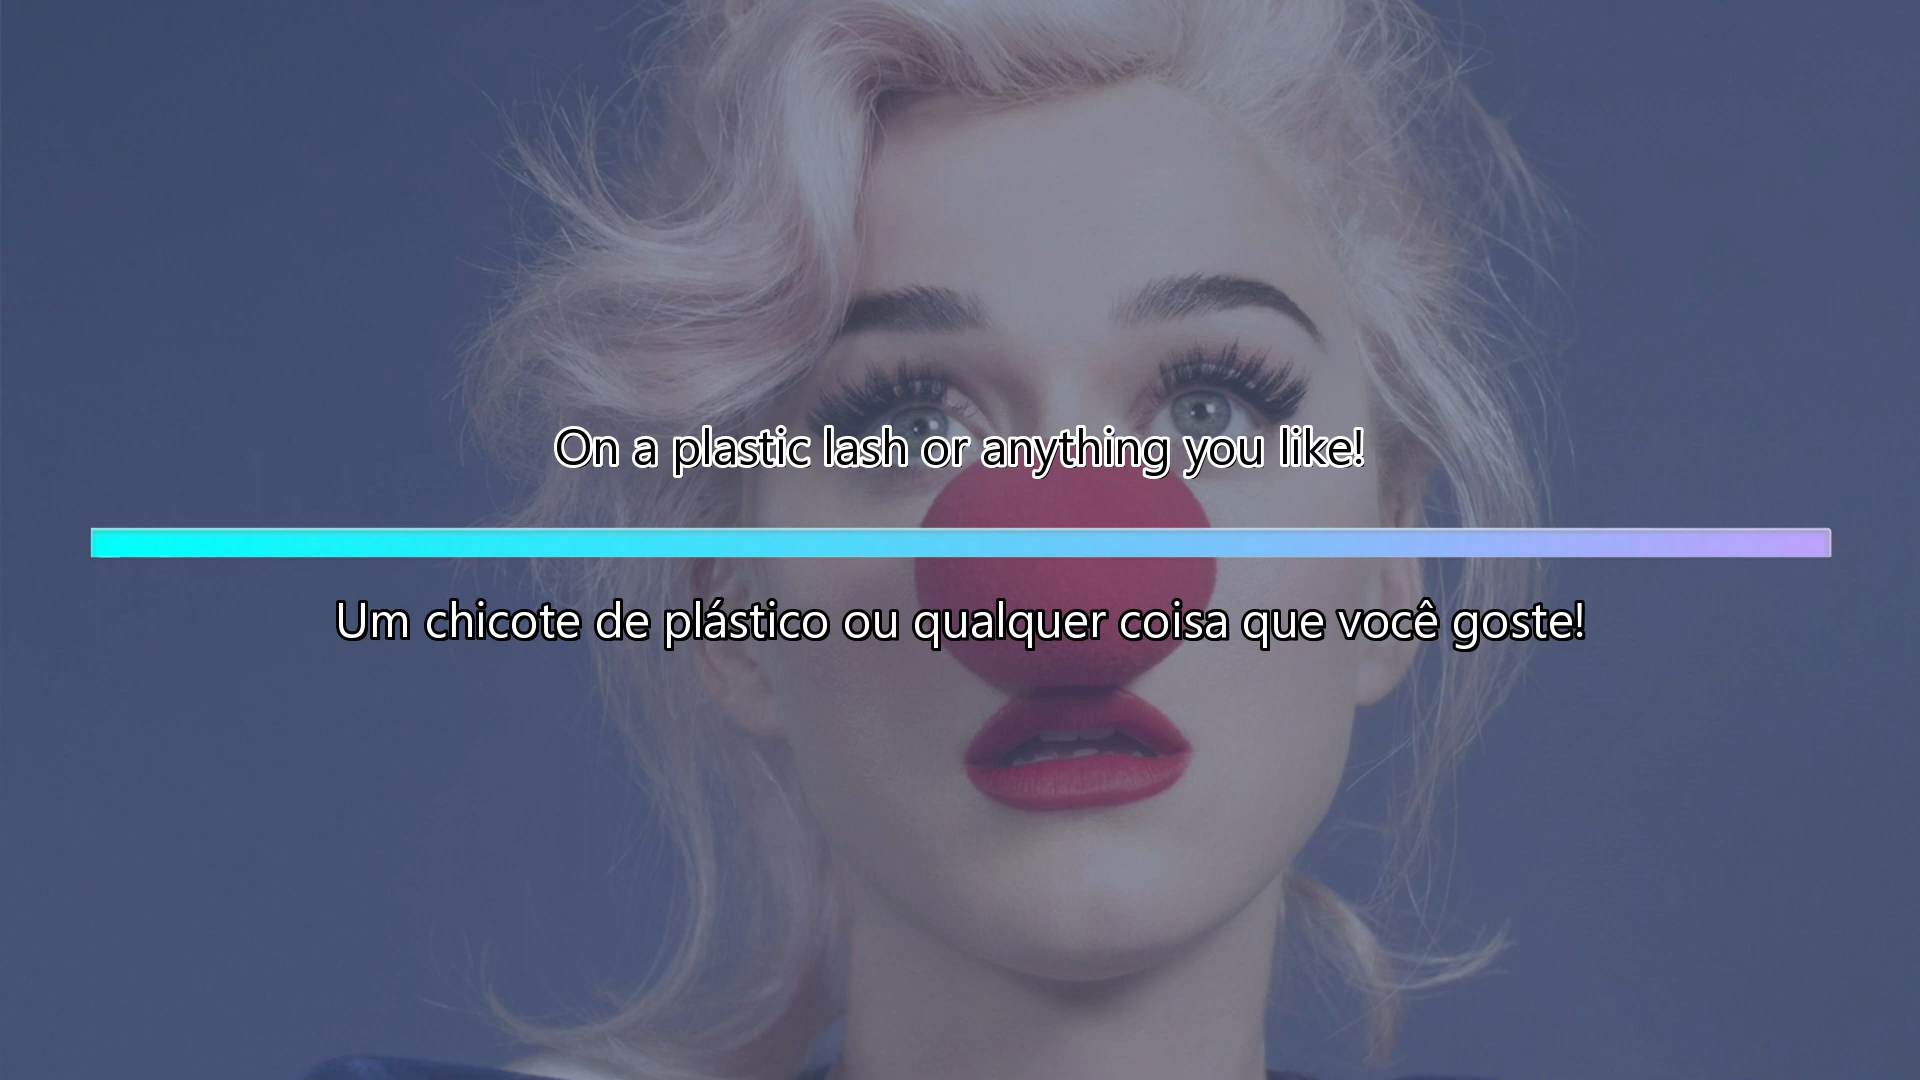 On a plastic lash or anything you like!
Um chicote de plástico ou qualquer coisa que você goste!